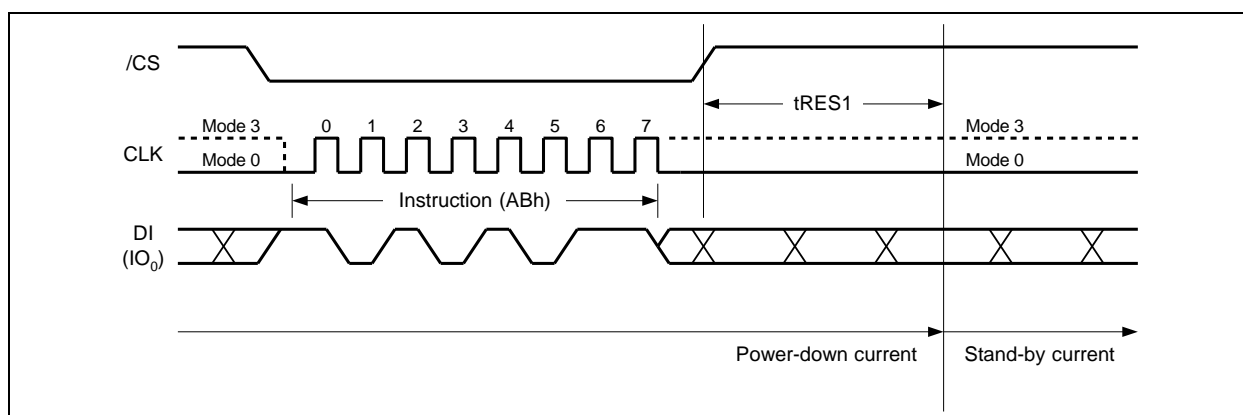 /CS
tRES1
Mode 3 0 1 2 3 4 5 6 7 Mode 3
CLK
Mode 0 Mode 0
Instruction (ABh)
DI
(IO0)
Power-down current Stand-by current